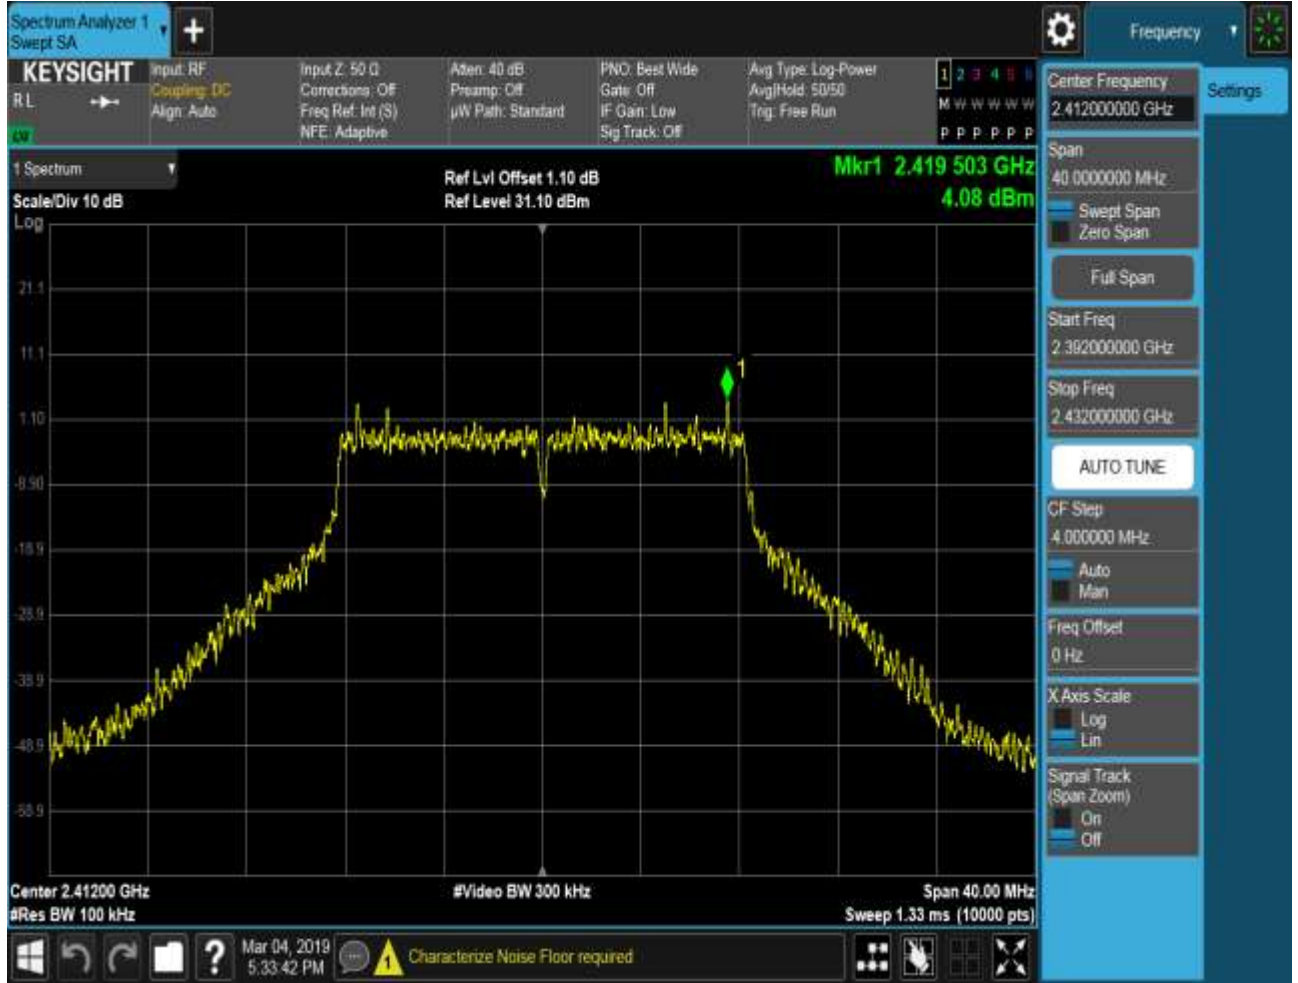 Spectrum Analyzer 1
Swept SA
Frequency
KEYSIGHT
R L
Input: RF
Coupling: DC
Align: Auto
Input Z: 50 Ω
Corrections: Off
Freq Ref: Int (S)
NFE: Adaptive
Atten: 40 dB
Preamp: Off
µW Path: Standard
PNO: Best Wide
Gate: Off
IF Gain: Low
Sig Track: Off
Avg Type: Log-Power
Avg|Hold: 50/50
Trig: Free Run
1 2 3 4 5 6
M W W W W W
P P P P P P
Center Frequency
2.412000000 GHz
Settings
Span
40.0000000 MHz
Swept Span
Zero Span
Full Span
Start Freq
2.392000000 GHz
Stop Freq
2.432000000 GHz
AUTO TUNE
CF Step
4.000000 MHz
Auto
Man
Freq Offset
0 Hz
X Axis Scale
Log
Lin
Signal Track
(Span Zoom)
On
Off
1 Spectrum
Scale/Div 10 dB
Log
Ref Lvl Offset 1.10 dB
Ref Level 31.10 dBm
Mkr1 2.419 503 GHz
4.08 dBm
21.1
11.1
1.10
-8.90
-18.9
-28.9
-38.9
-48.9
-58.9
1
Center 2.41200 GHz
#Res BW 100 kHz
#Video BW 300 kHz
Span 40.00 MHz
Sweep 1.33 ms (10000 pts)
?
Mar 04, 2019
5:33:42 PM
1
Characterize Noise Floor required